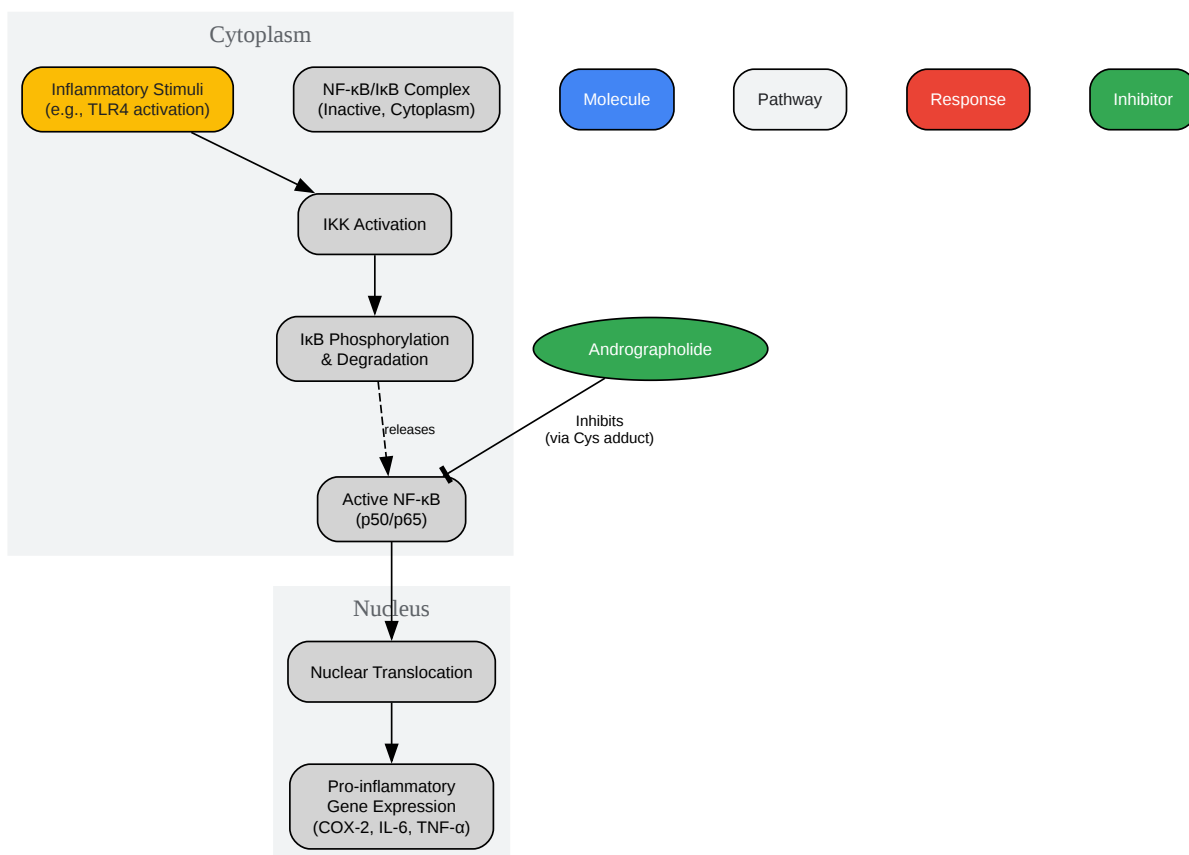 Cytoplasm
Inflammatory Stimuli
(e.g., TLR4 activation)
NF-κB/IκB Complex
(Inactive, Cytoplasm)
Molecule
Pathway
Response
Inhibitor
IKK Activation
IκB Phosphorylation
& Degradation
Andrographolide
releases
Inhibits
(via Cys adduct)
Active NF-κB
(p50/p65)
Nucleus
Nuclear Translocation
Pro-inflammatory
Gene Expression
(COX-2, IL-6, TNF-α)